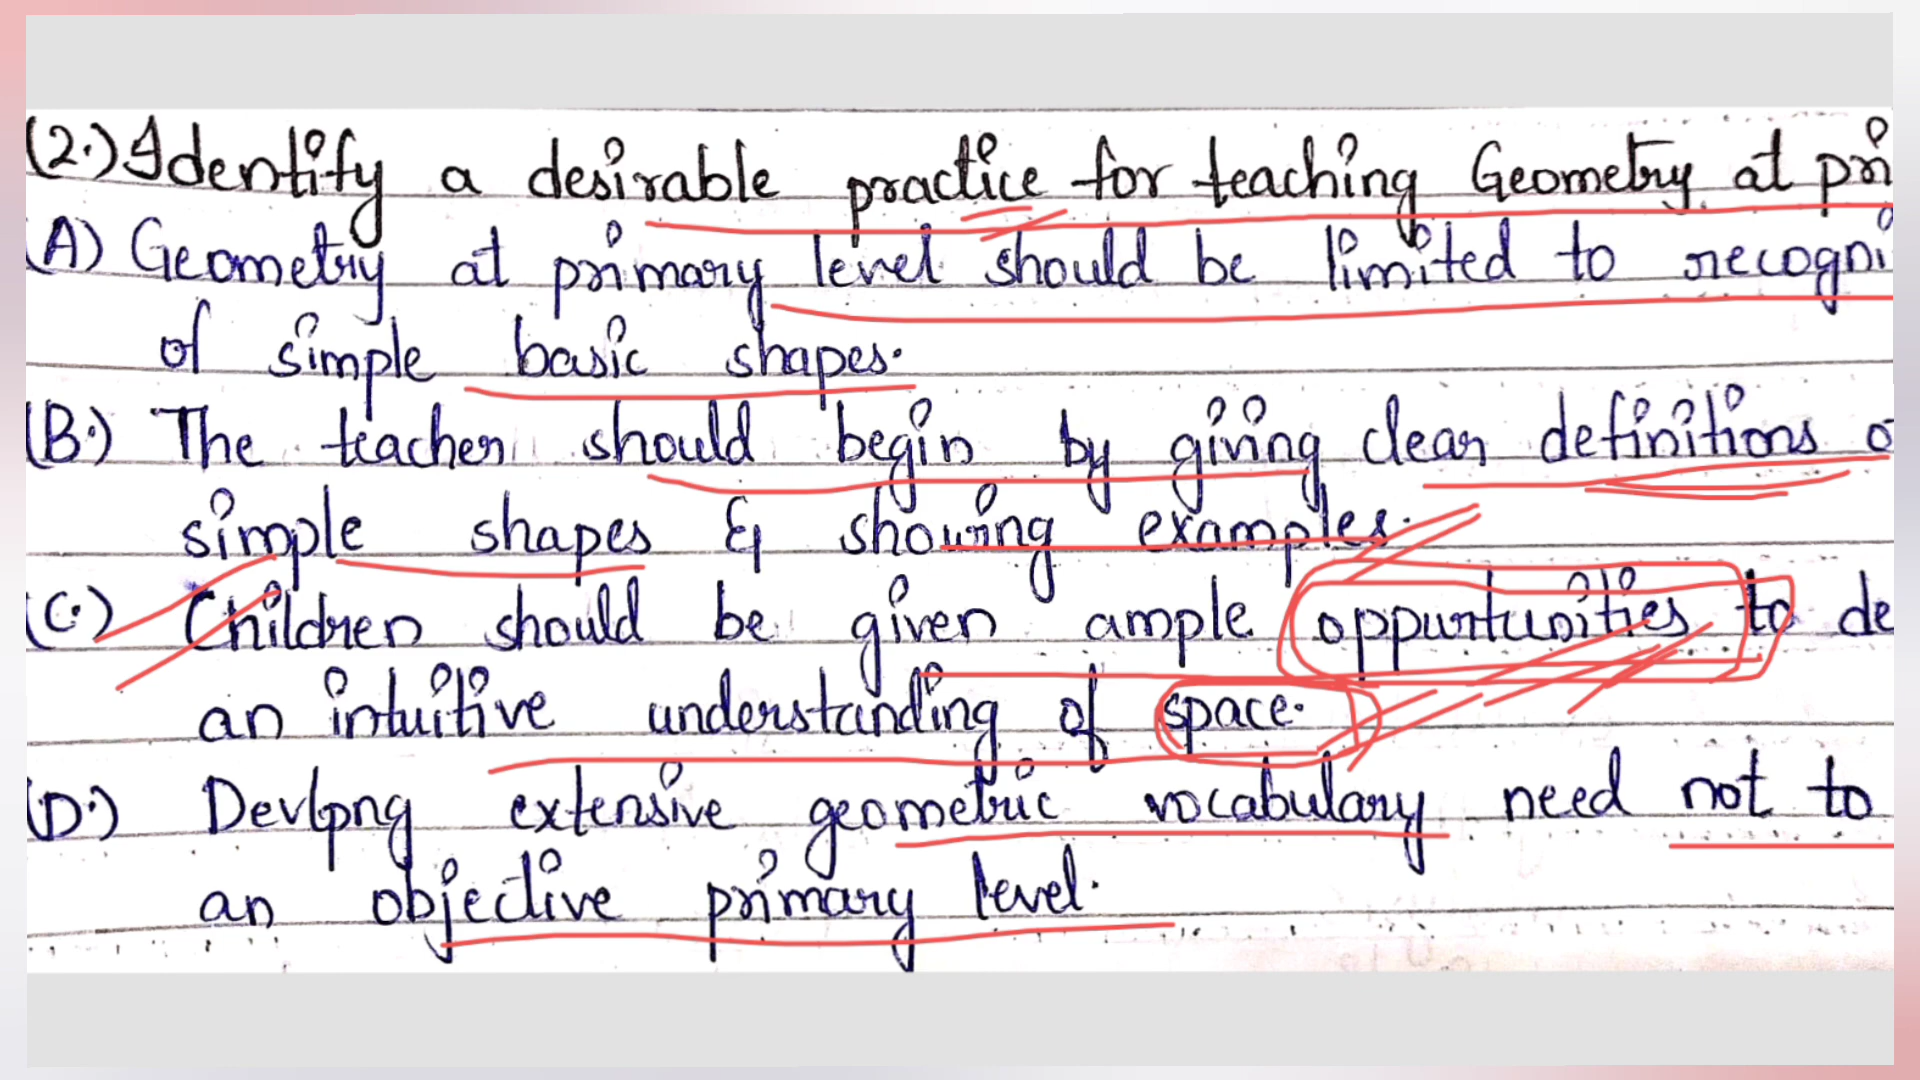 (2.) Identify a desirable practice for teaching Geometry at pri
(A) Geometry at primary level should be limited to recogni
of simple basic shapes.
(B.) The teacher should begin by giving clear definitions o
simple shapes & showing examples.
(C.) Children should be given ample oppurtunities to de
an intuitive understanding of space.
(D.) Devlpng extensive geometric vocabulary need not to
an objective primary level.